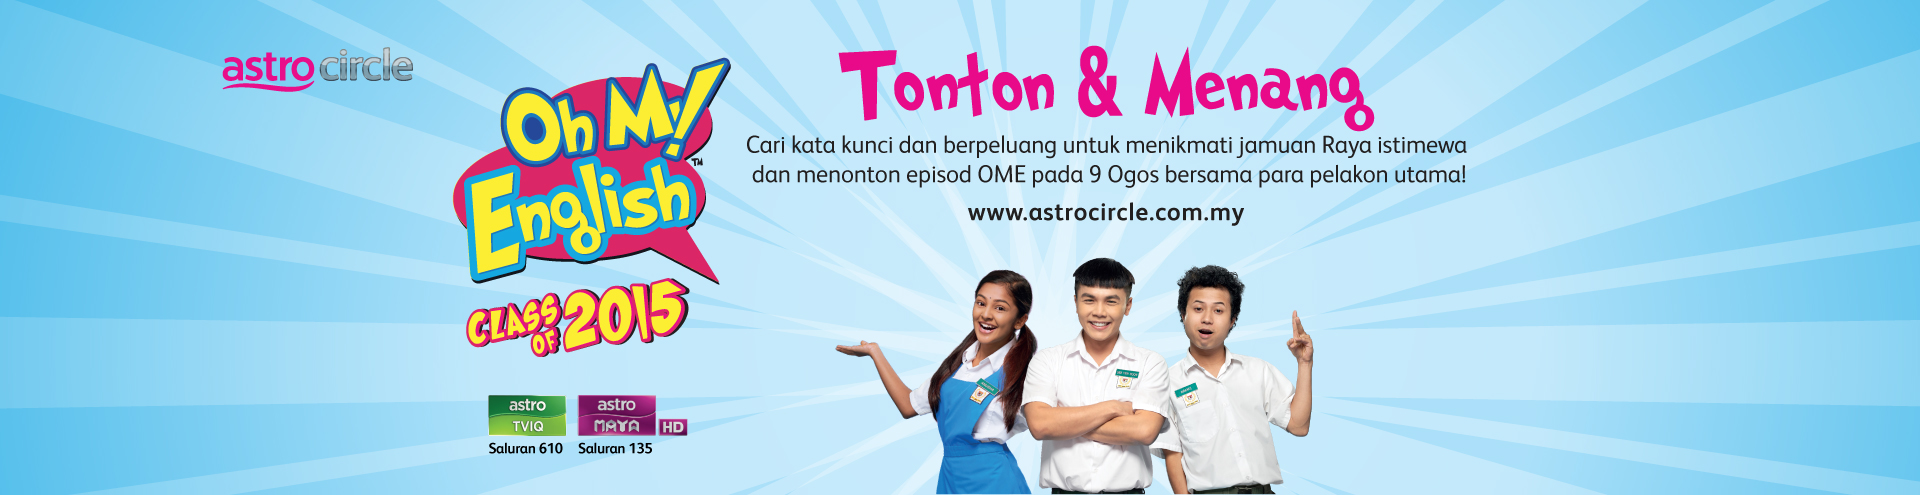 astro circle
Oh My!
English™
CLASS
OF
2015
astro
TVIQ
Saluran 610
astro
MAYA HD
Saluran 135
Tonton & Menang
Cari kata kunci dan berpeluang untuk menikmati jamuan Raya istimewa
dan menonton episod OME pada 9 Ogos bersama para pelakon utama!
www.astrocircle.com.my